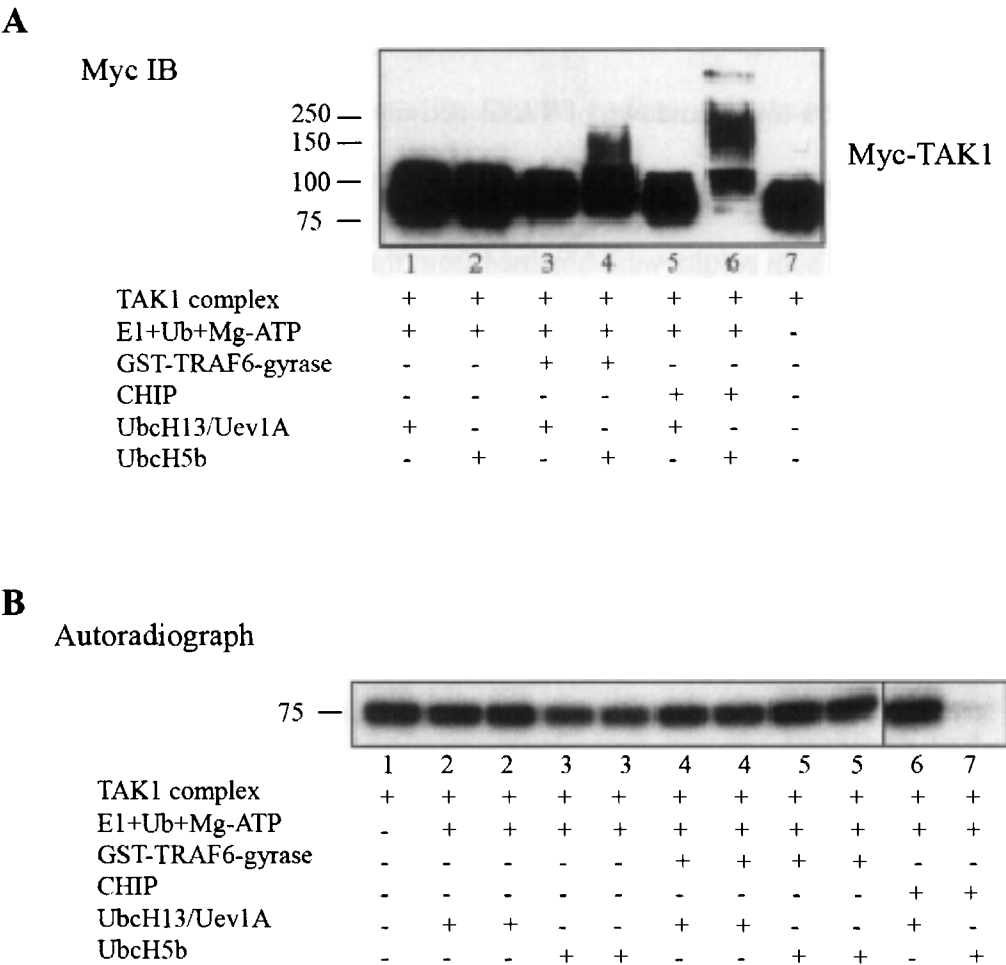 A
Myc IB
250
150
100
75
Myc-TAK1
1 2 3 4 5 6 7
TAK1 complex + + + + + + +
E1+Ub+Mg-ATP + + + + + + -
GST-TRAF6-gyrase - - + + - - -
CHIP - - - - + + -
UbcH13/Uev1A + - + - + - -
UbcH5b - + - + - + -
B
Autoradiograph
75
1 2 2 3 3 4 4 5 5 6 7
TAK1 complex + + + + + + + + + + +
E1+Ub+Mg-ATP - + + + + + + + + + +
GST-TRAF6-gyrase - - - - - + + + + - -
CHIP - - - - - - - - - + +
UbcH13/Uev1A - + + - - + + - - + -
UbcH5b - - - + + - - + + - +